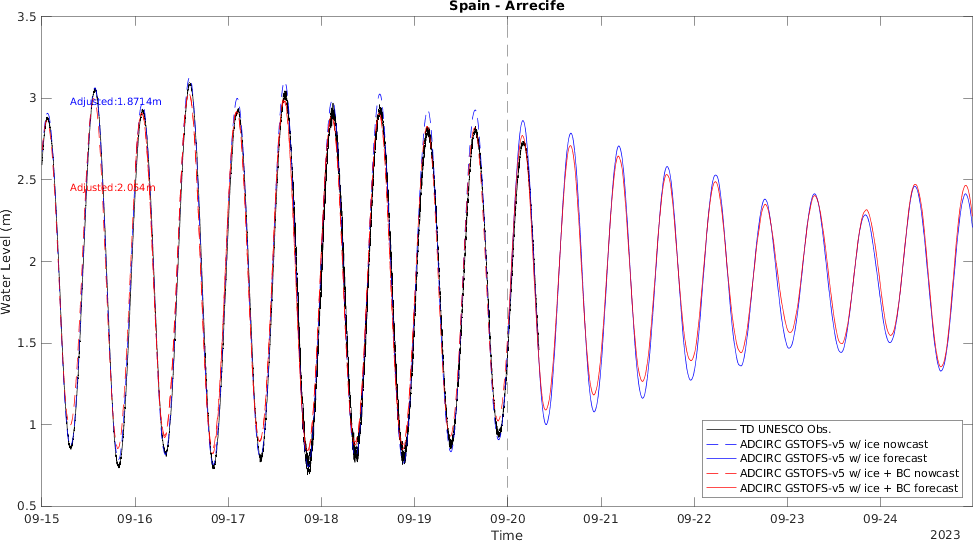 Spain - Arrecife
3.5
3
2.5
2
1.5
1
0.5
Water Level (m)
Adjusted:1.8714m
Adjusted:2.064m
TD UNESCO Obs.
ADCIRC GSTOFS-v5 w/ ice nowcast
ADCIRC GSTOFS-v5 w/ ice forecast
ADCIRC GSTOFS-v5 w/ ice + BC nowcast
ADCIRC GSTOFS-v5 w/ ice + BC forecast
09-15 09-16 09-17 09-18 09-19 09-20 09-21 09-22 09-23 09-24
Time
2023